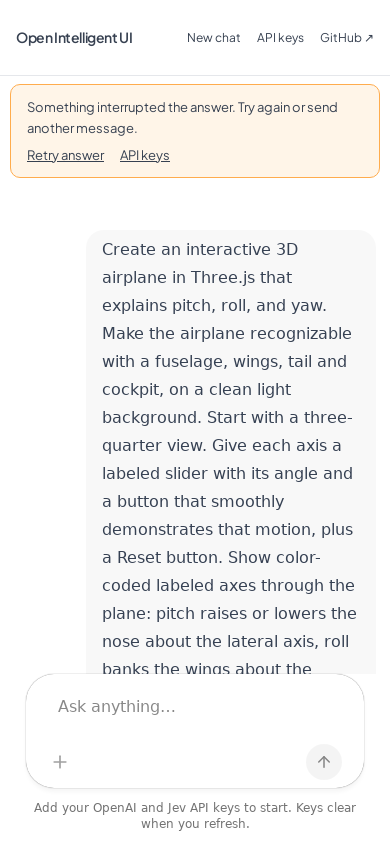 Open Intelligent UI
New chat
API keys
GitHub ↗
Something interrupted the answer. Try again or send
another message.
Retry answer
API keys
Create an interactive 3D
airplane in Three.js that
explains pitch, roll, and yaw.
Make the airplane recognizable
with a fuselage, wings, tail and
cockpit, on a clean light
background. Start with a three-
quarter view. Give each axis a
labeled slider with its angle and
a button that smoothly
demonstrates that motion, plus
a Reset button. Show color-
coded labeled axes through the
plane: pitch raises or lowers the
nose about the lateral axis, roll
banks the wings about the
Ask anything...
Add your OpenAI and Jev API keys to start. Keys clear
when you refresh.